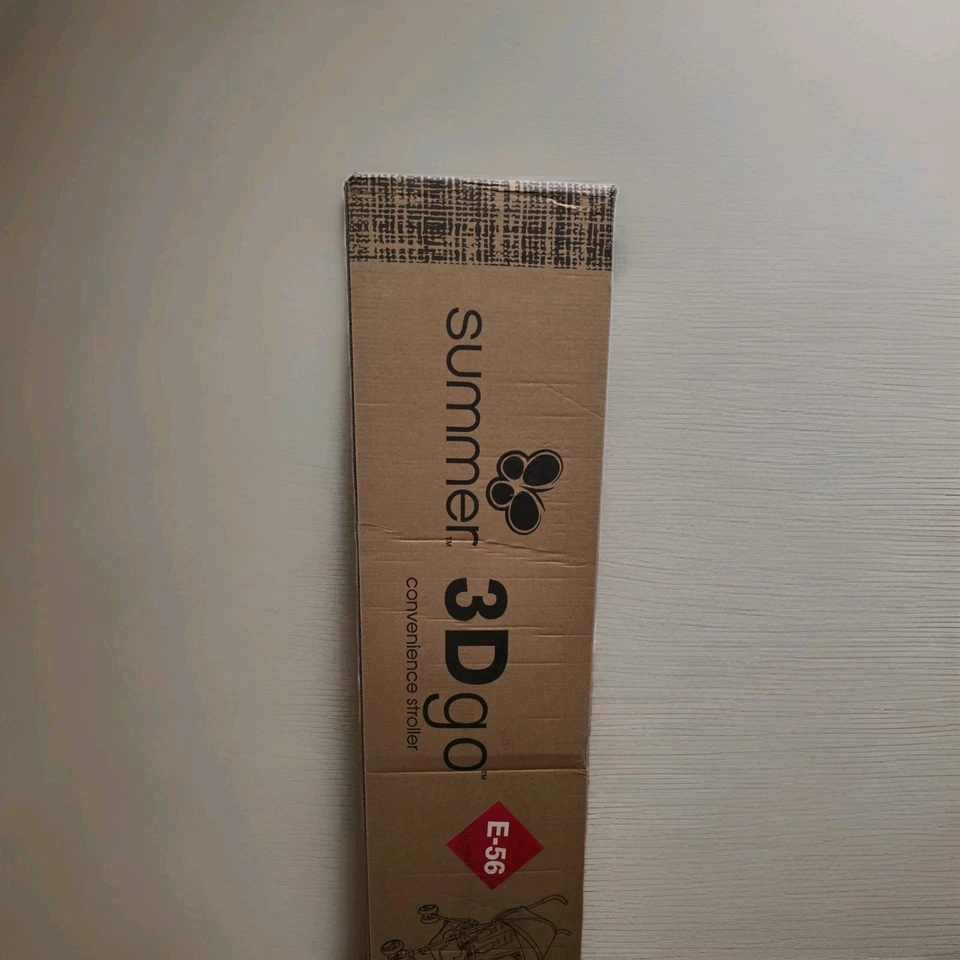 summer™ 3Dgo™
convenience stroller
E-56